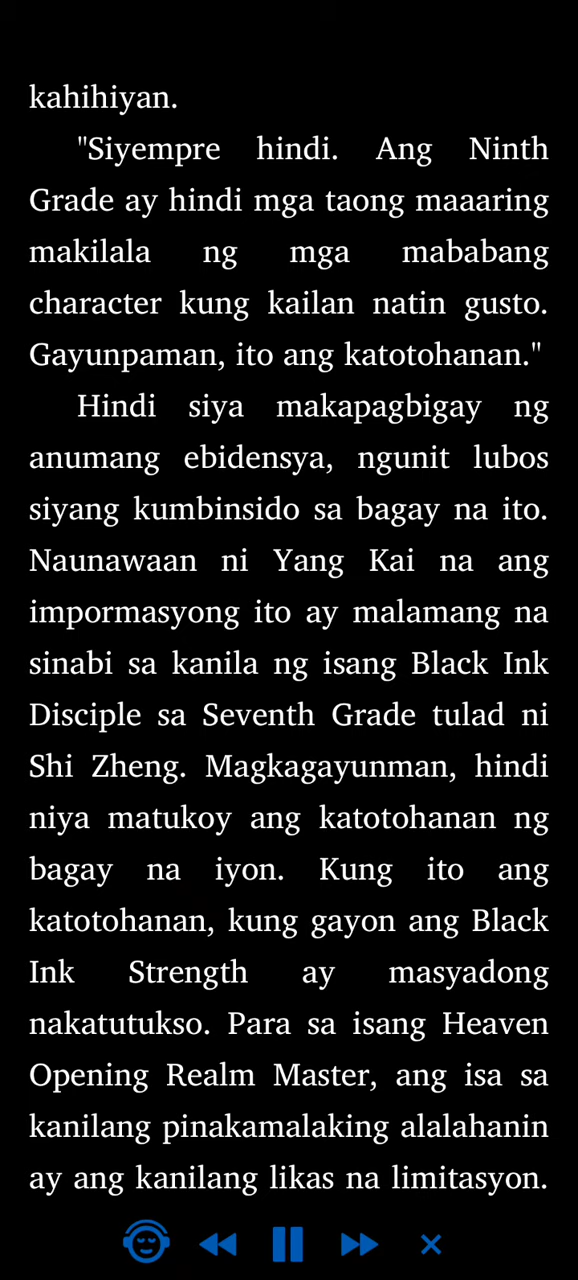 kahihiyan.
"Siyempre hindi. Ang Ninth
Grade ay hindi mga taong maaaring
makilala ng mga mababang
character kung kailan natin gusto.
Gayunpaman, ito ang katotohanan."
Hindi siya makapagbigay ng
anumang ebidensya, ngunit lubos
siyang kumbinsido sa bagay na ito.
Naunawaan ni Yang Kai na ang
impormasyong ito ay malamang na
sinabi sa kanila ng isang Black Ink
Disciple sa Seventh Grade tulad ni
Shi Zheng. Magkagayunman, hindi
niya matukoy ang katotohanan ng
bagay na iyon. Kung ito ang
katotohanan, kung gayon ang Black
Ink Strength ay masyadong
nakatutukso. Para sa isang Heaven
Opening Realm Master, ang isa sa
kanilang pinakamalaking alalahanin
ay ang kanilang likas na limitasyon.